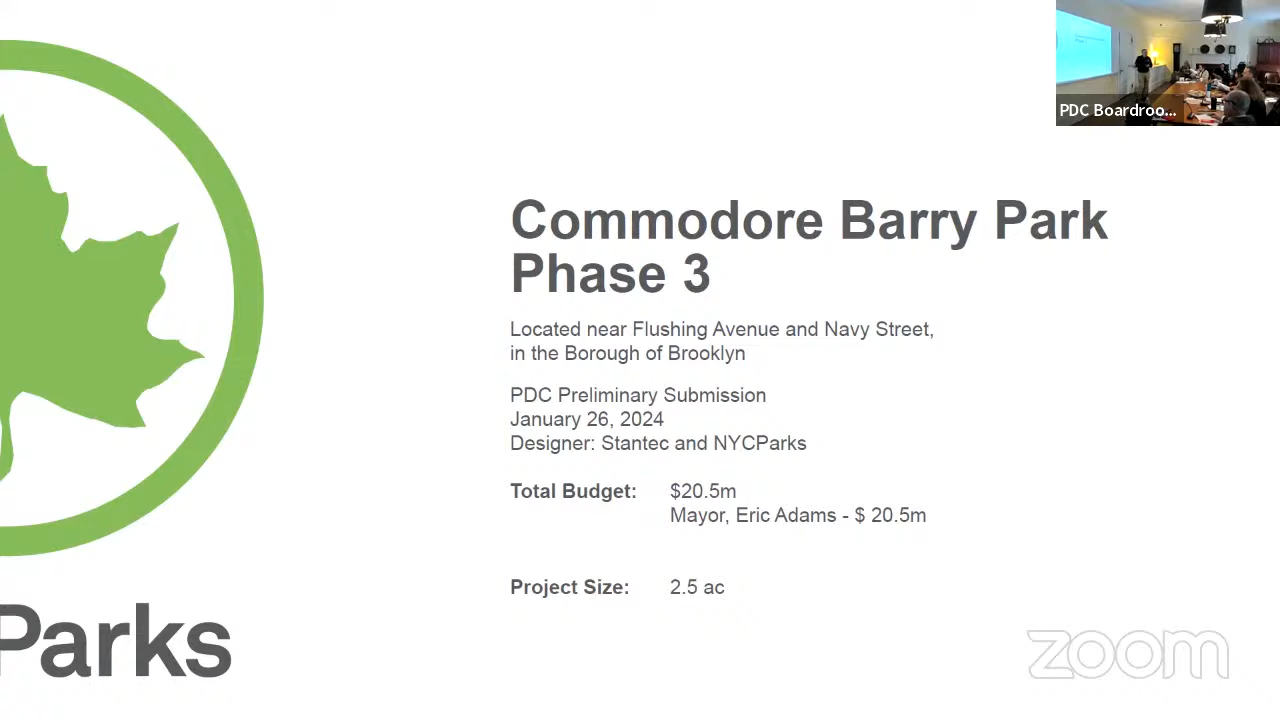 PDC Boardroo...
Commodore Barry Park
Phase 3
Located near Flushing Avenue and Navy Street,
in the Borough of Brooklyn
PDC Preliminary Submission
January 26, 2024
Designer: Stantec and NYCParks
Total Budget: $20.5m
Mayor, Eric Adams - $ 20.5m
Project Size: 2.5 ac
Parks
zoom